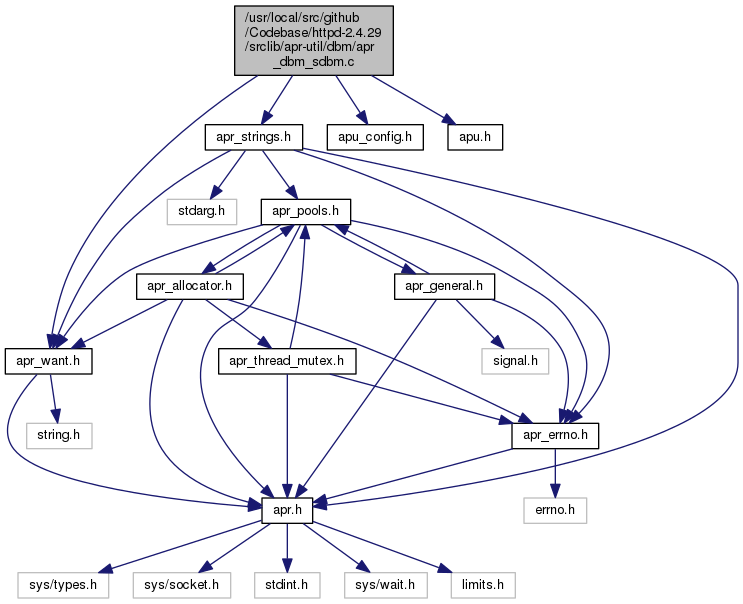 /usr/local/src/github
/Codebase/httpd-2.4.29
/srclib/apr-util/dbm/apr
_dbm_sdbm.c
apr_strings.h
apu_config.h
apu.h
stdarg.h
apr_pools.h
apr_allocator.h
apr_general.h
apr_want.h
apr_thread_mutex.h
signal.h
string.h
apr_errno.h
apr.h
errno.h
sys/types.h
sys/socket.h
stdint.h
sys/wait.h
limits.h